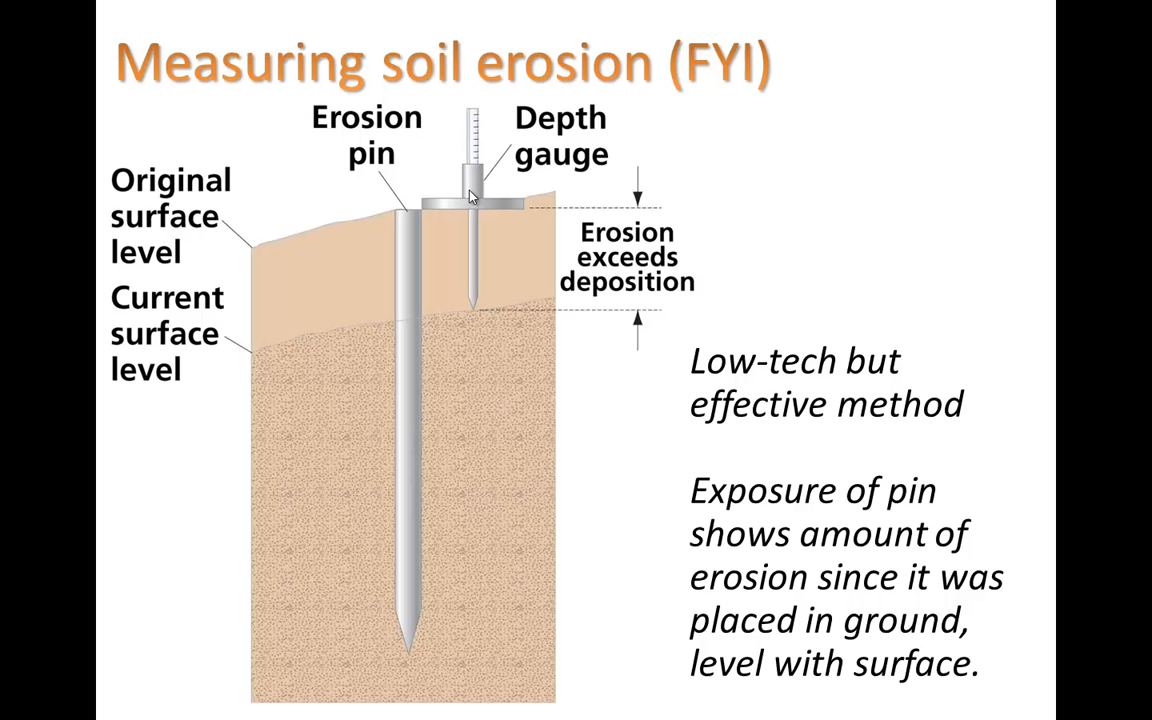 Measuring soil erosion (FYI)
Erosion
pin
Depth
gauge
Original
surface
level
Current
surface
level
Erosion
exceeds
deposition
Low-tech but
effective method
Exposure of pin
shows amount of
erosion since it was
placed in ground,
level with surface.